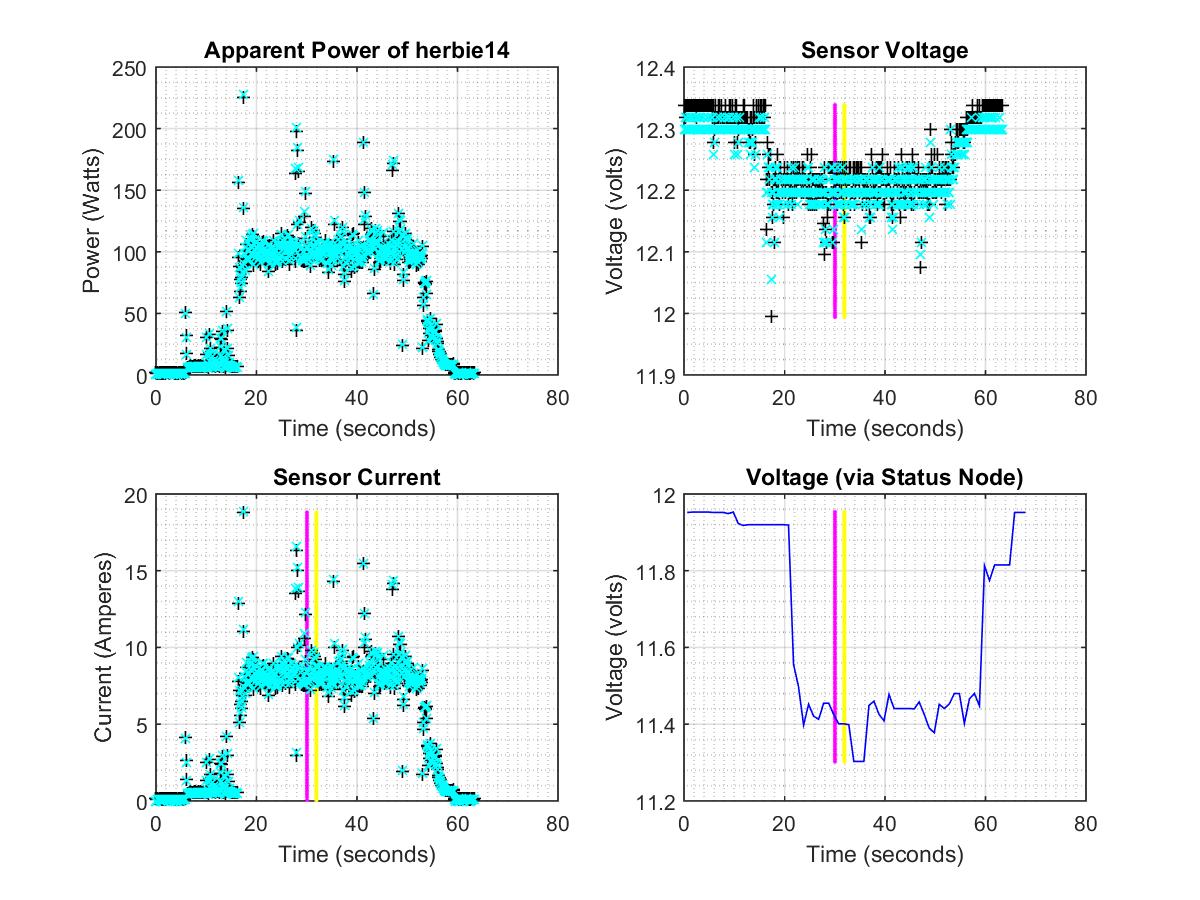 Apparent Power of herbie14
250
200
150
100
50
0
Power (Watts)
0 20 40 60 80
Time (seconds)
Sensor Voltage
12.4
12.3
12.2
12.1
12
11.9
Voltage (volts)
0 20 40 60 80
Time (seconds)
Sensor Current
20
15
10
5
0
Current (Amperes)
0 20 40 60 80
Time (seconds)
Voltage (via Status Node)
12
11.8
11.6
11.4
11.2
Voltage (volts)
0 20 40 60 80
Time (seconds)